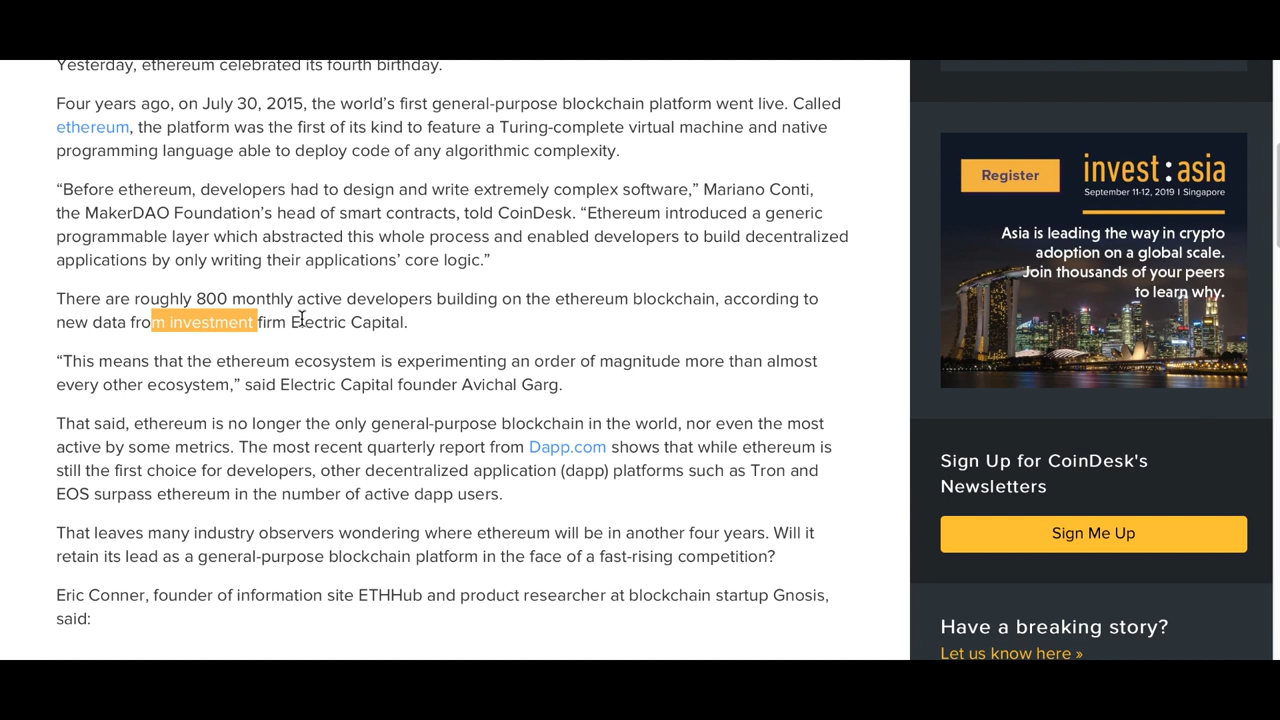 Yesterday, ethereum celebrated its fourth birthday.
Four years ago, on July 30, 2015, the world’s first general-purpose blockchain platform went live. Called
ethereum, the platform was the first of its kind to feature a Turing-complete virtual machine and native
programming language able to deploy code of any algorithmic complexity.
“Before ethereum, developers had to design and write extremely complex software,” Mariano Conti,
the MakerDAO Foundation’s head of smart contracts, told CoinDesk. “Ethereum introduced a generic
programmable layer which abstracted this whole process and enabled developers to build decentralized
applications by only writing their applications’ core logic.”
There are roughly 800 monthly active developers building on the ethereum blockchain, according to
new data from investment firm Electric Capital.
“This means that the ethereum ecosystem is experimenting an order of magnitude more than almost
every other ecosystem,” said Electric Capital founder Avichal Garg.
That said, ethereum is no longer the only general-purpose blockchain in the world, nor even the most
active by some metrics. The most recent quarterly report from Dapp.com shows that while ethereum is
still the first choice for developers, other decentralized application (dapp) platforms such as Tron and
EOS surpass ethereum in the number of active dapp users.
That leaves many industry observers wondering where ethereum will be in another four years. Will it
retain its lead as a general-purpose blockchain platform in the face of a fast-rising competition?
Eric Conner, founder of information site ETHHub and product researcher at blockchain startup Gnosis,
said:
Register
invest:asia
September 11-12, 2019 | Singapore
Asia is leading the way in crypto
adoption on a global scale.
Join thousands of your peers
to learn why.
Sign Up for CoinDesk's
Newsletters
Sign Me Up
Have a breaking story?
Let us know here »